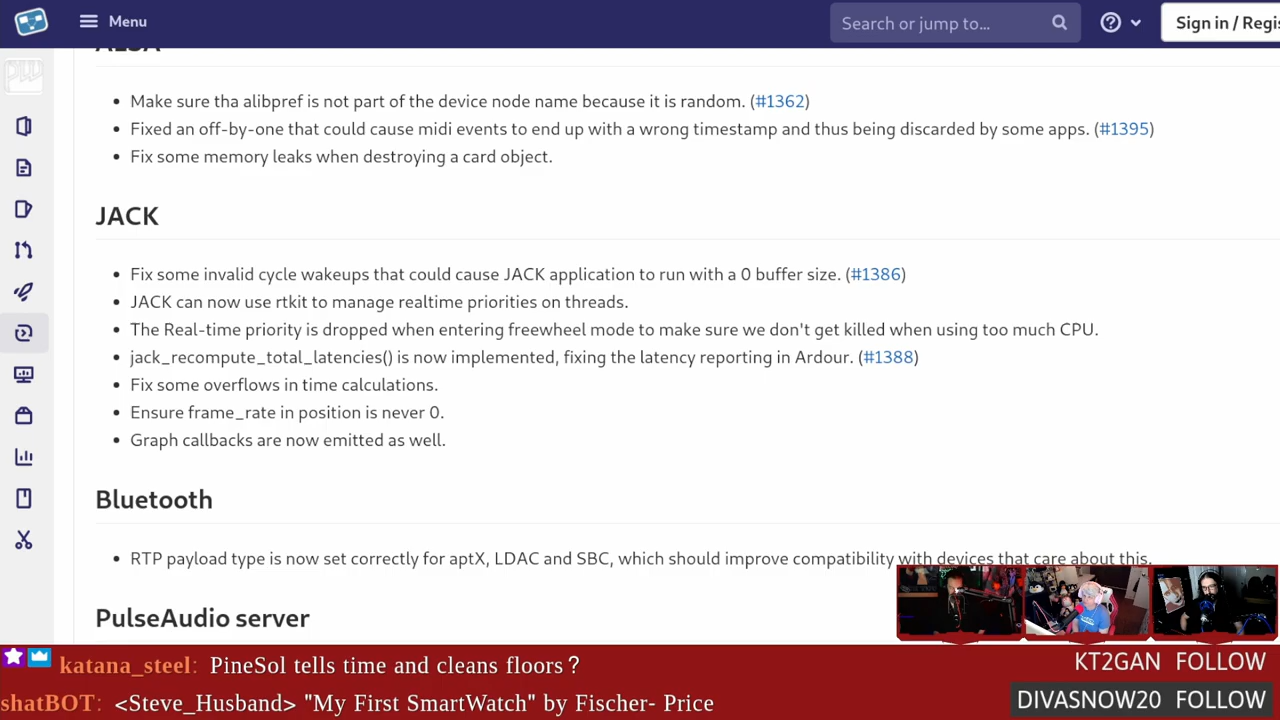 Menu
Search or jump to...
Sign in / Regi
ALSA
Make sure tha alibpref is not part of the device node name because it is random. (#1362)
Fixed an off-by-one that could cause midi events to end up with a wrong timestamp and thus being discarded by some apps. (#1395)
Fix some memory leaks when destroying a card object.
JACK
Fix some invalid cycle wakeups that could cause JACK application to run with a 0 buffer size. (#1386)
JACK can now use rtkit to manage realtime priorities on threads.
The Real-time priority is dropped when entering freewheel mode to make sure we don't get killed when using too much CPU.
jack_recompute_total_latencies() is now implemented, fixing the latency reporting in Ardour. (#1388)
Fix some overflows in time calculations.
Ensure frame_rate in position is never 0.
Graph callbacks are now emitted as well.
Bluetooth
RTP payload type is now set correctly for aptX, LDAC and SBC, which should improve compatibility with devices that care about this.
PulseAudio server
katana_steel: PineSol tells time and cleans floors?
KT2GAN FOLLOW
shatBOT: <Steve_Husband> "My First SmartWatch" by Fischer- Price
DIVASNOW20 FOLLOW